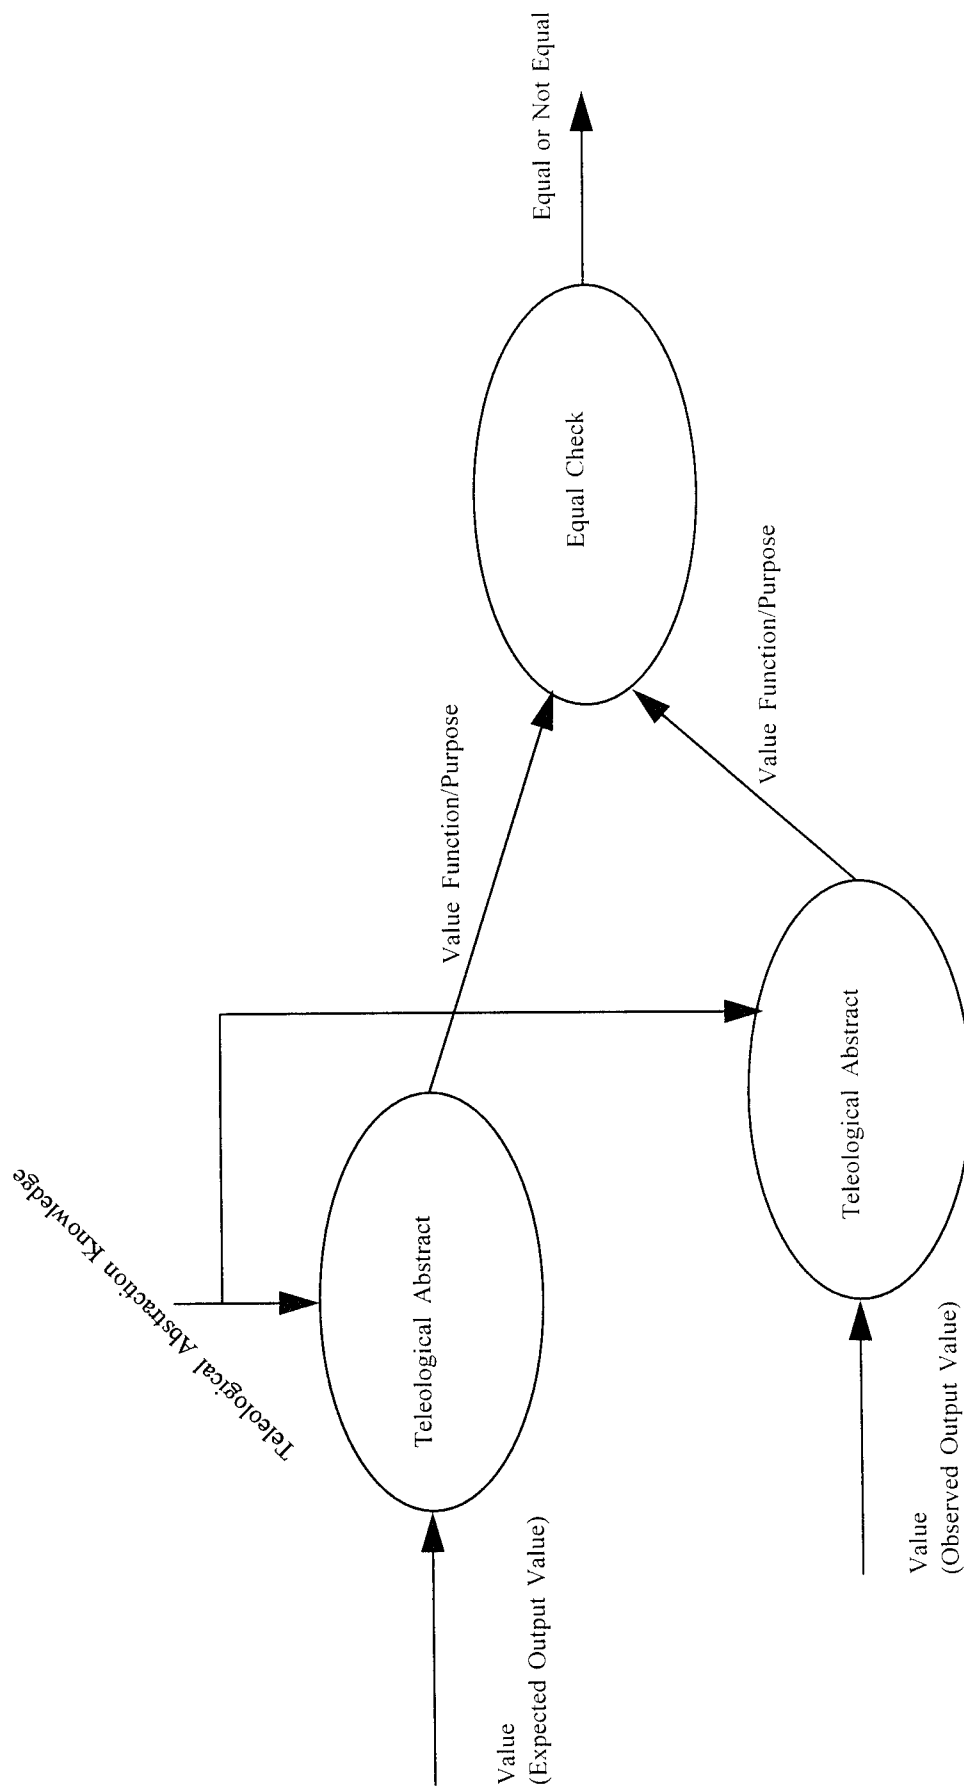 Teleological Abstraction Knowledge
Value
(Expected Output Value)
Teleological Abstract
Value Function/Purpose
Value
(Observed Output Value)
Teleological Abstract
Value Function/Purpose
Equal Check
Equal or Not Equal